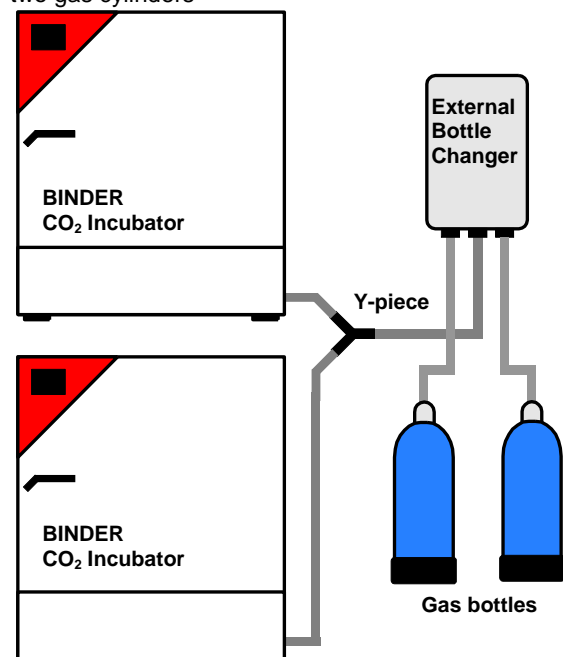 two gas cylinders
External
Bottle
Changer
BINDER
CO₂ Incubator
Y-piece
BINDER
CO₂ Incubator
Gas bottles